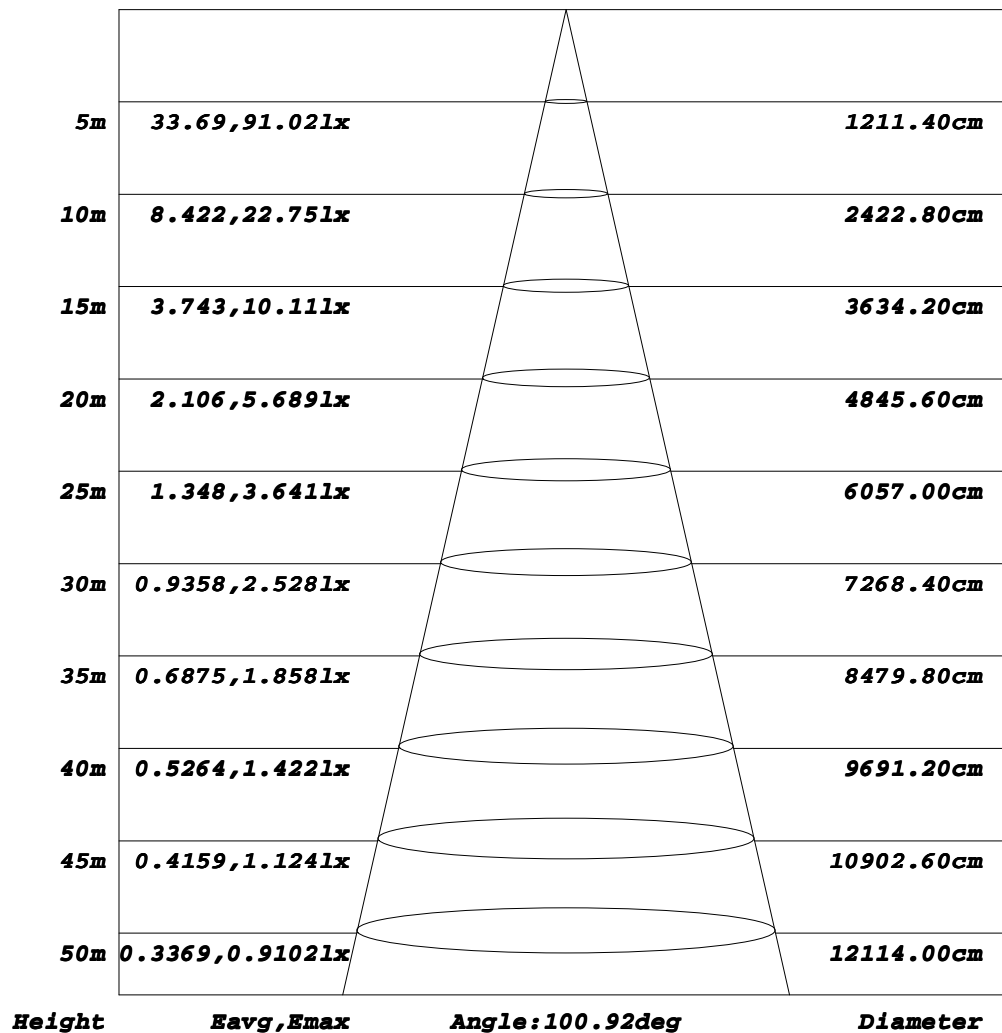 5m 33.69,91.02lx 1211.40cm
10m 8.422,22.75lx 2422.80cm
15m 3.743,10.11lx 3634.20cm
20m 2.106,5.689lx 4845.60cm
25m 1.348,3.641lx 6057.00cm
30m 0.9358,2.528lx 7268.40cm
35m 0.6875,1.858lx 8479.80cm
40m 0.5264,1.422lx 9691.20cm
45m 0.4159,1.124lx 10902.60cm
50m 0.3369,0.9102lx 12114.00cm
Height Eavg,Emax Angle:100.92deg Diameter